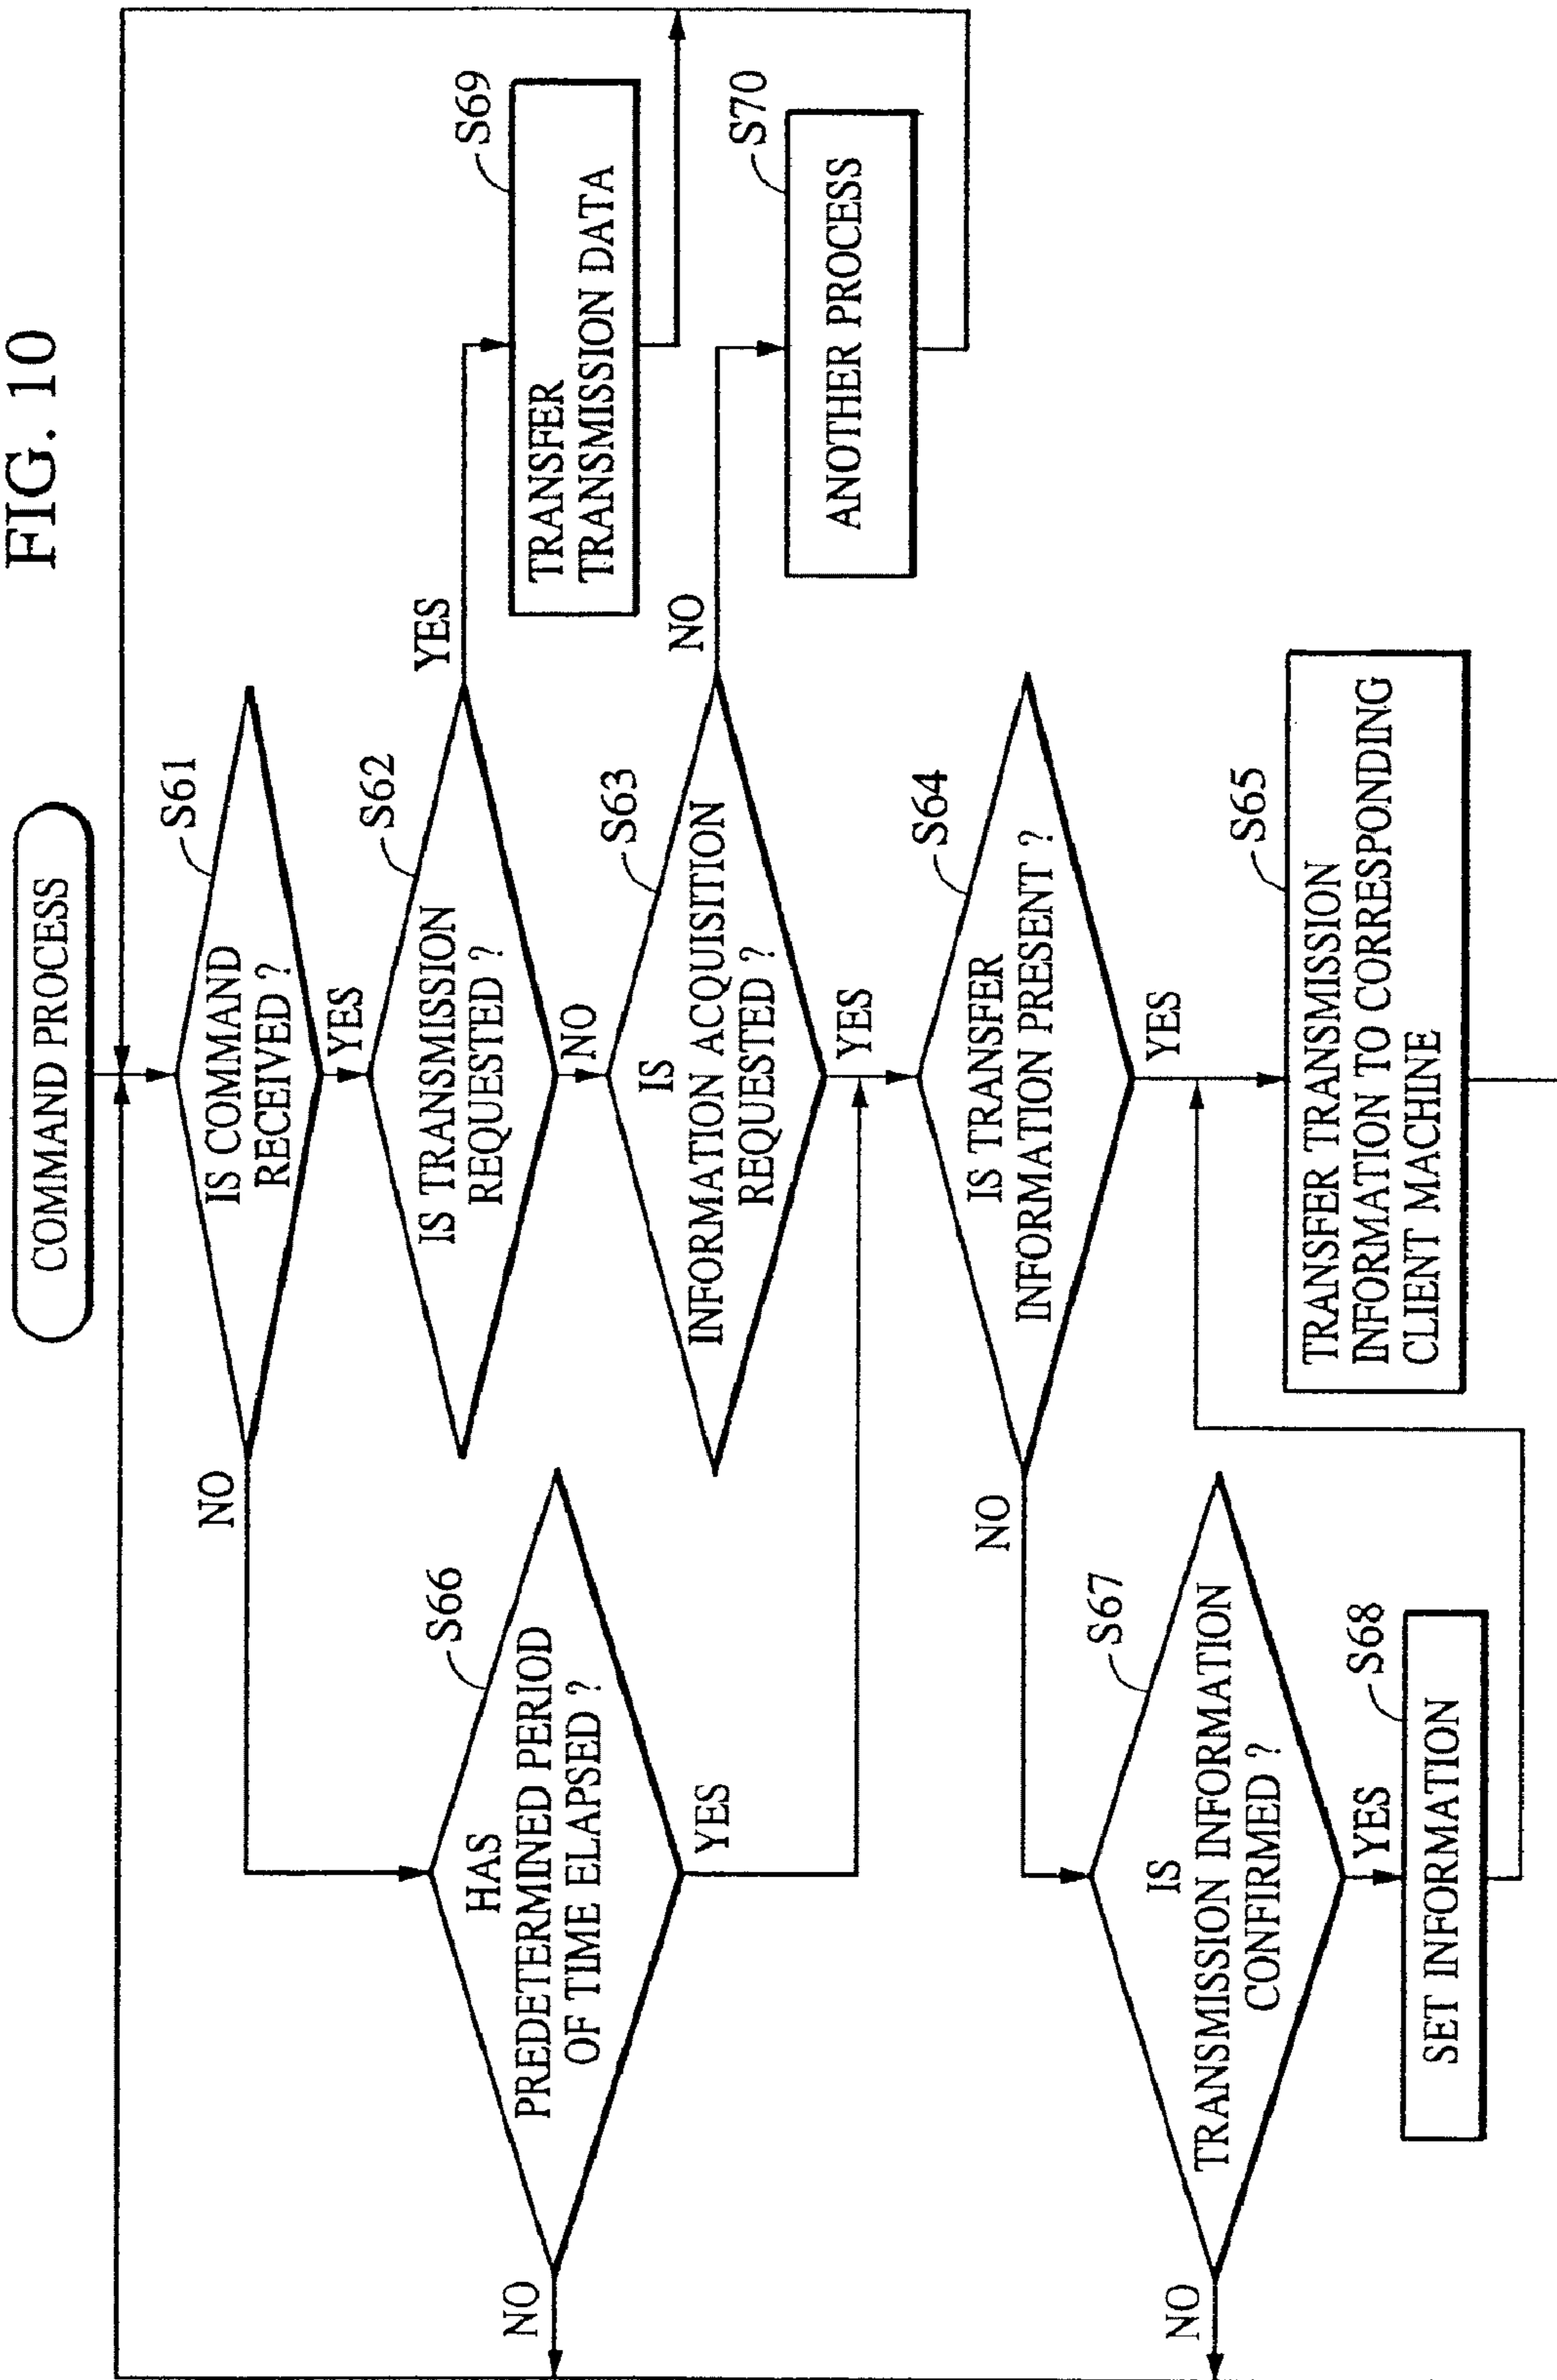 FIG. 10
COMMAND PROCESS
S61
IS COMMAND
RECEIVED ?
NO
YES
S62
IS TRANSMISSION
REQUESTED ?
YES
NO
S69
TRANSFER
TRANSMISSION DATA
S63
IS
INFORMATION ACQUISITION
REQUESTED ?
NO
YES
S70
ANOTHER PROCESS
S66
HAS
PREDETERMINED PERIOD
OF TIME ELAPSED ?
NO
YES
S64
IS TRANSFER
INFORMATION PRESENT ?
NO
YES
S65
TRANSFER TRANSMISSION
INFORMATION TO CORRESPONDING
CLIENT MACHINE
S67
IS
TRANSMISSION INFORMATION
CONFIRMED ?
NO
YES
S68
SET INFORMATION